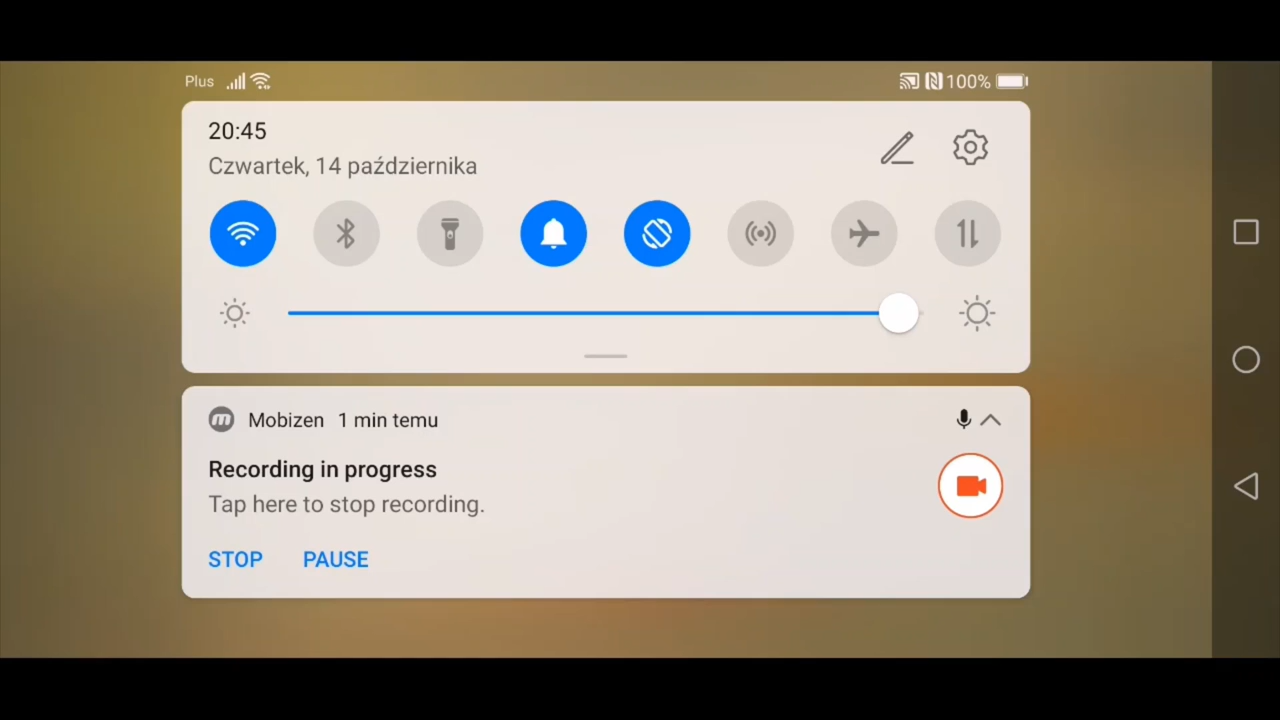 Plus 100%
20:45
Czwartek, 14 października
Mobizen 1 min temu
Recording in progress
Tap here to stop recording.
STOP PAUSE